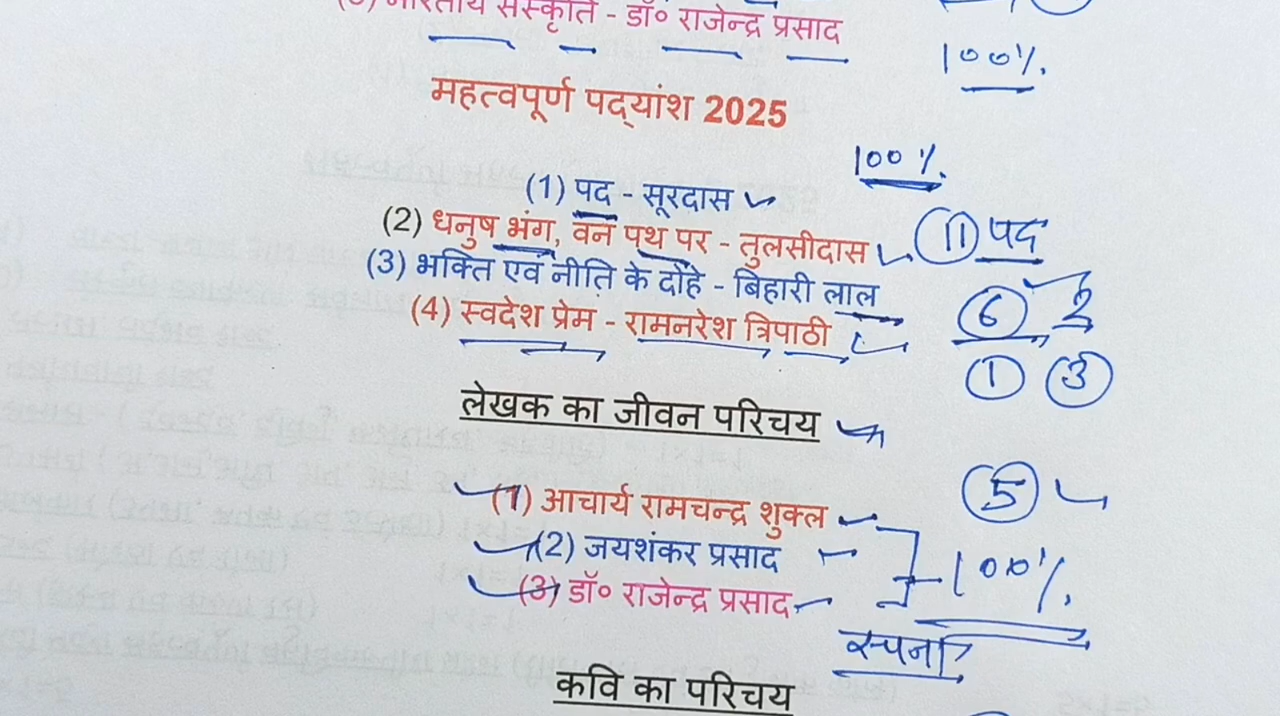 भारतीय संस्कृति - डॉ० राजेन्द्र प्रसाद
100%.
महत्वपूर्ण पद्यांश 2025
100%.
(1) पद - सूरदास
(2) धनुष भंग, वन पथ पर - तुलसीदास
11 पद
(3) भक्ति एवं नीति के दोहे - बिहारी लाल
6 2
(4) स्वदेश प्रेम - रामनरेश त्रिपाठी
1 3
लेखक का जीवन परिचय
5
(1) आचार्य रामचन्द्र शुक्ल
(2) जयशंकर प्रसाद
100%.
(3) डॉ० राजेन्द्र प्रसाद
रचना
कवि का परिचय